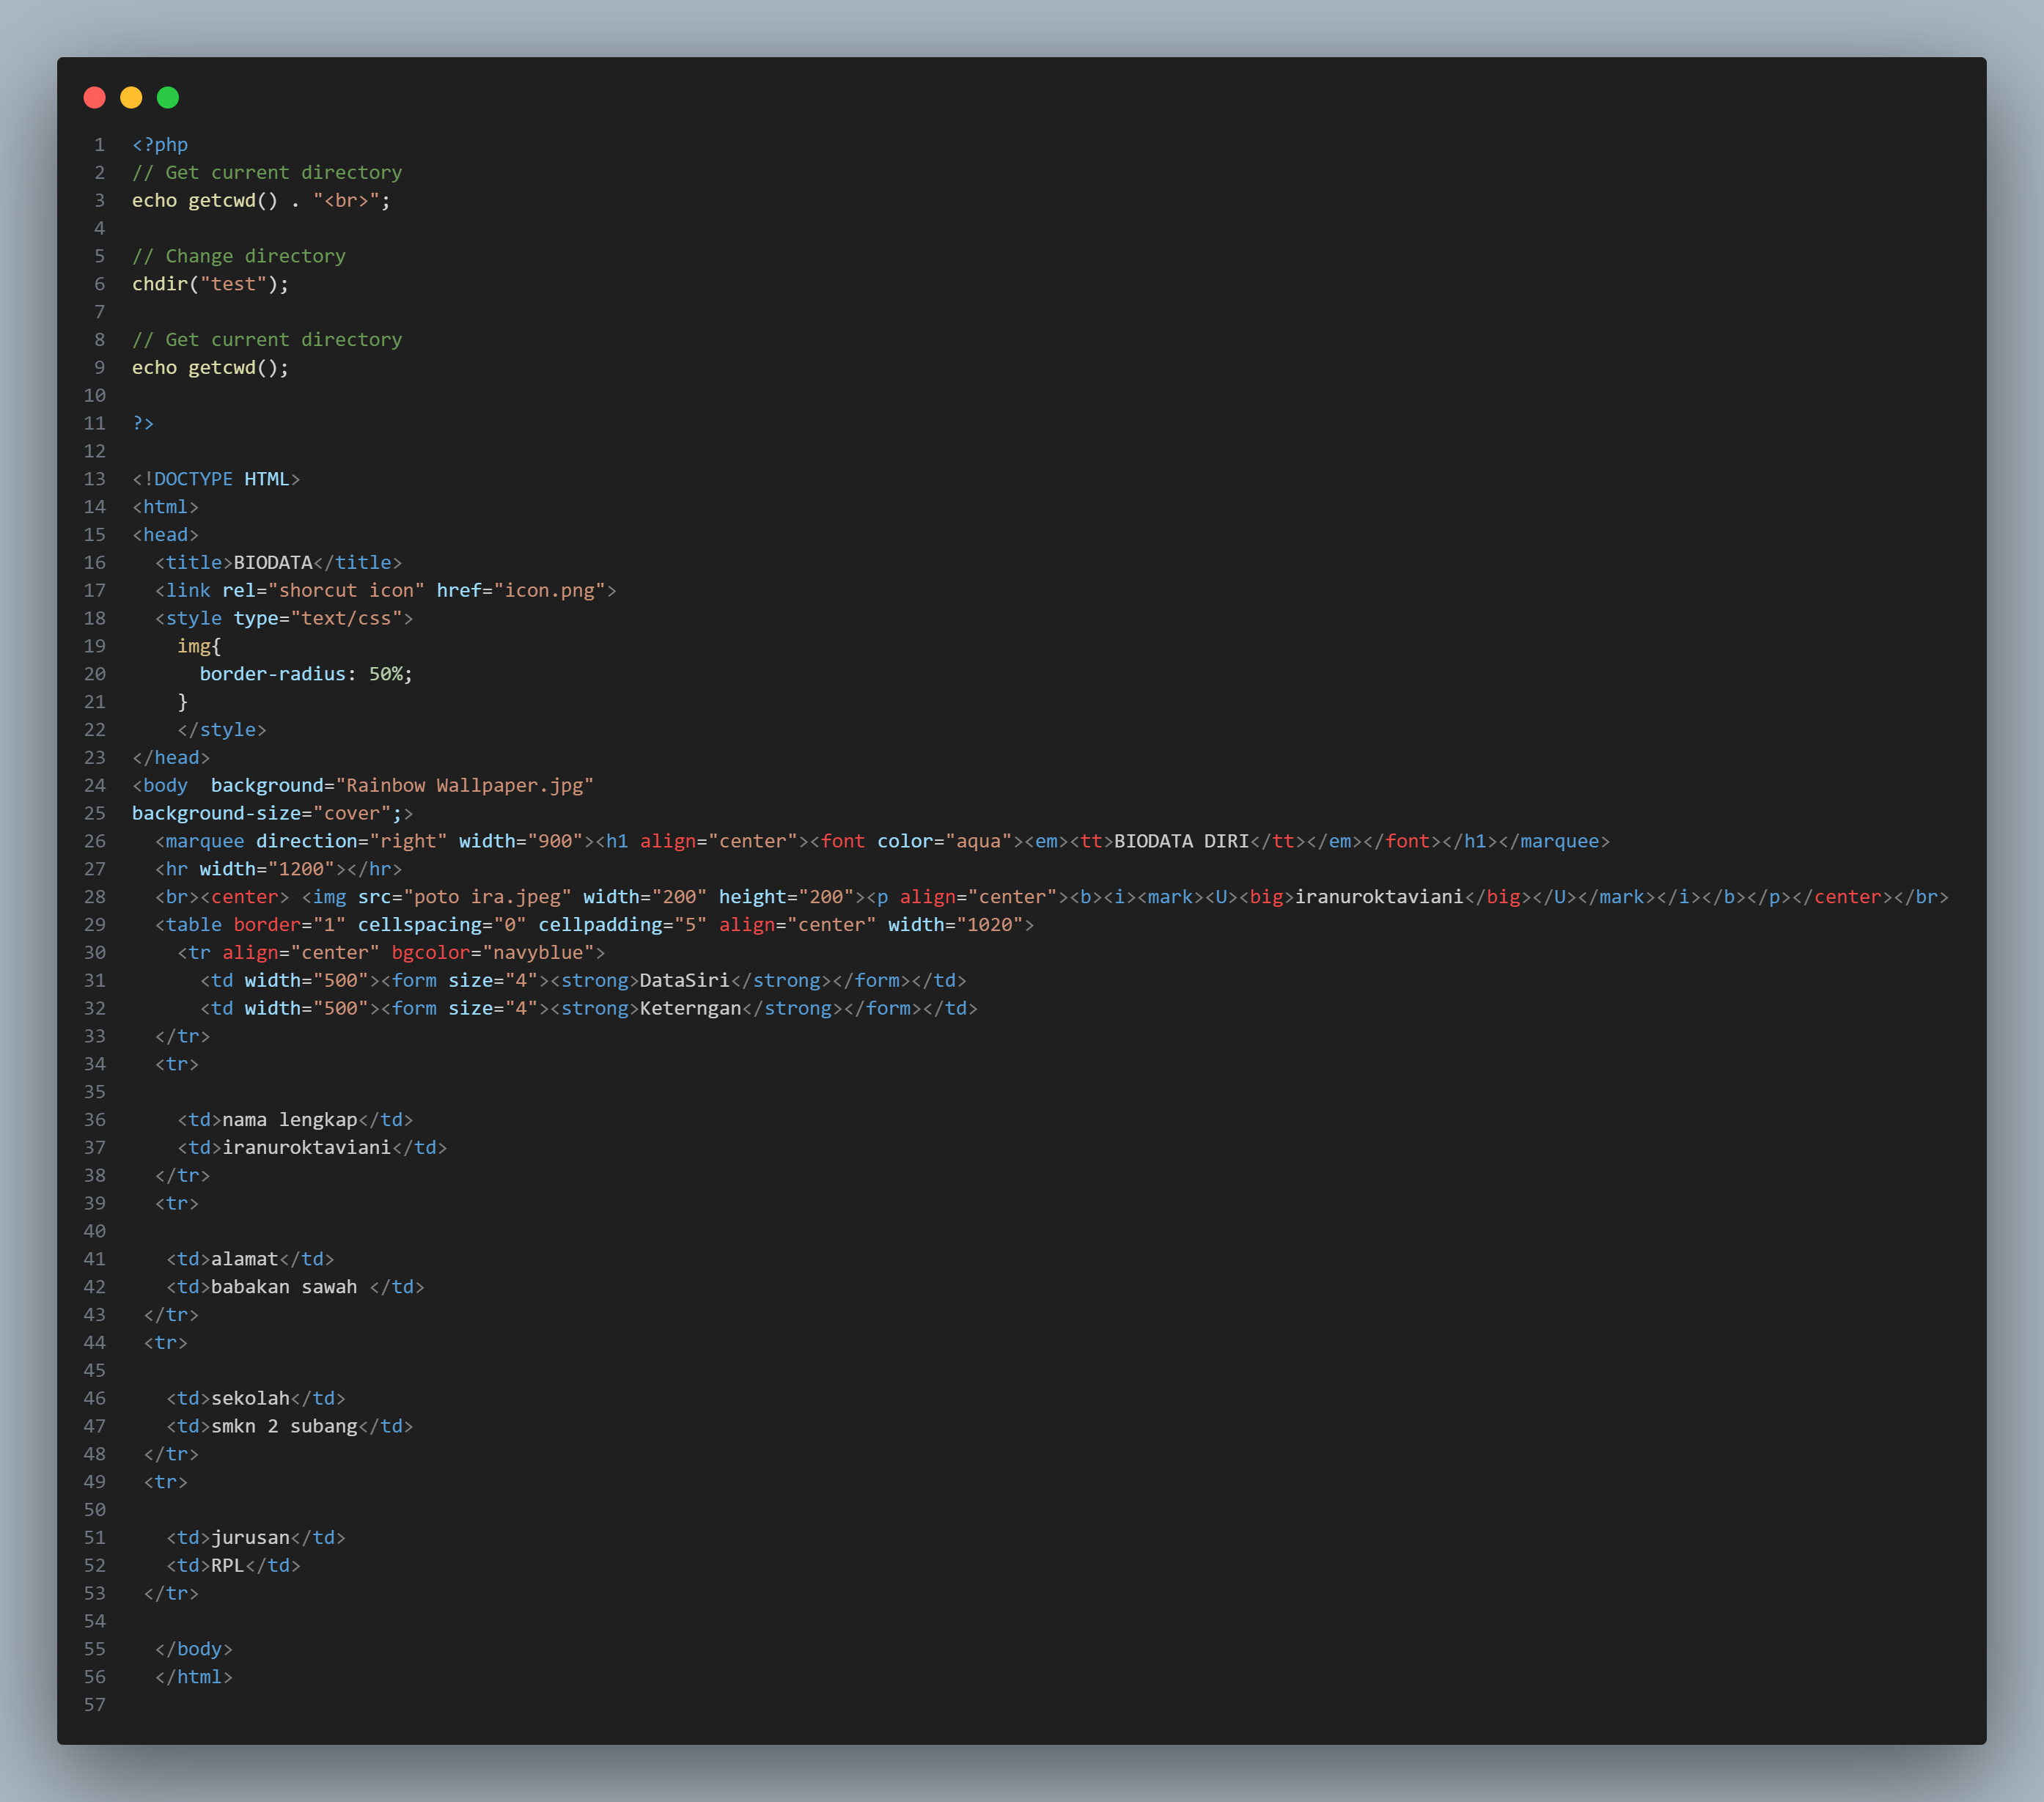 1 <?php
2 // Get current directory
3 echo getcwd() . "<br>";
4
5 // Change directory
6 chdir("test");
7
8 // Get current directory
9 echo getcwd();
10
11 ?>
12
13 <!DOCTYPE HTML>
14 <html>
15 <head>
16   <title>BIODATA</title>
17   <link rel="shorcut icon" href="icon.png">
18   <style type="text/css">
19     img{
20       border-radius: 50%;
21     }
22     </style>
23 </head>
24 <body  background="Rainbow Wallpaper.jpg"
25 background-size="cover";>
26   <marquee direction="right" width="900"><h1 align="center"><font color="aqua"><em><tt>BIODATA DIRI</tt></em></font></h1></marquee>
27   <hr width="1200"></hr>
28   <br><center> <img src="poto ira.jpeg" width="200" height="200"><p align="center"><b><i><mark><U><big>iranuroktaviani</big></U></mark></i></b></p></center></br>
29   <table border="1" cellspacing="0" cellpadding="5" align="center" width="1020">
30     <tr align="center" bgcolor="navyblue">
31       <td width="500"><form size="4"><strong>DataSiri</strong></form></td>
32       <td width="500"><form size="4"><strong>Keterngan</strong></form></td>
33   </tr>
34   <tr>
35
36     <td>nama lengkap</td>
37     <td>iranuroktaviani</td>
38   </tr>
39   <tr>
40
41    <td>alamat</td>
42    <td>babakan sawah </td>
43  </tr>
44  <tr>
45
46    <td>sekolah</td>
47    <td>smkn 2 subang</td>
48  </tr>
49  <tr>
50
51    <td>jurusan</td>
52    <td>RPL</td>
53  </tr>
54
55   </body>
56   </html>
57